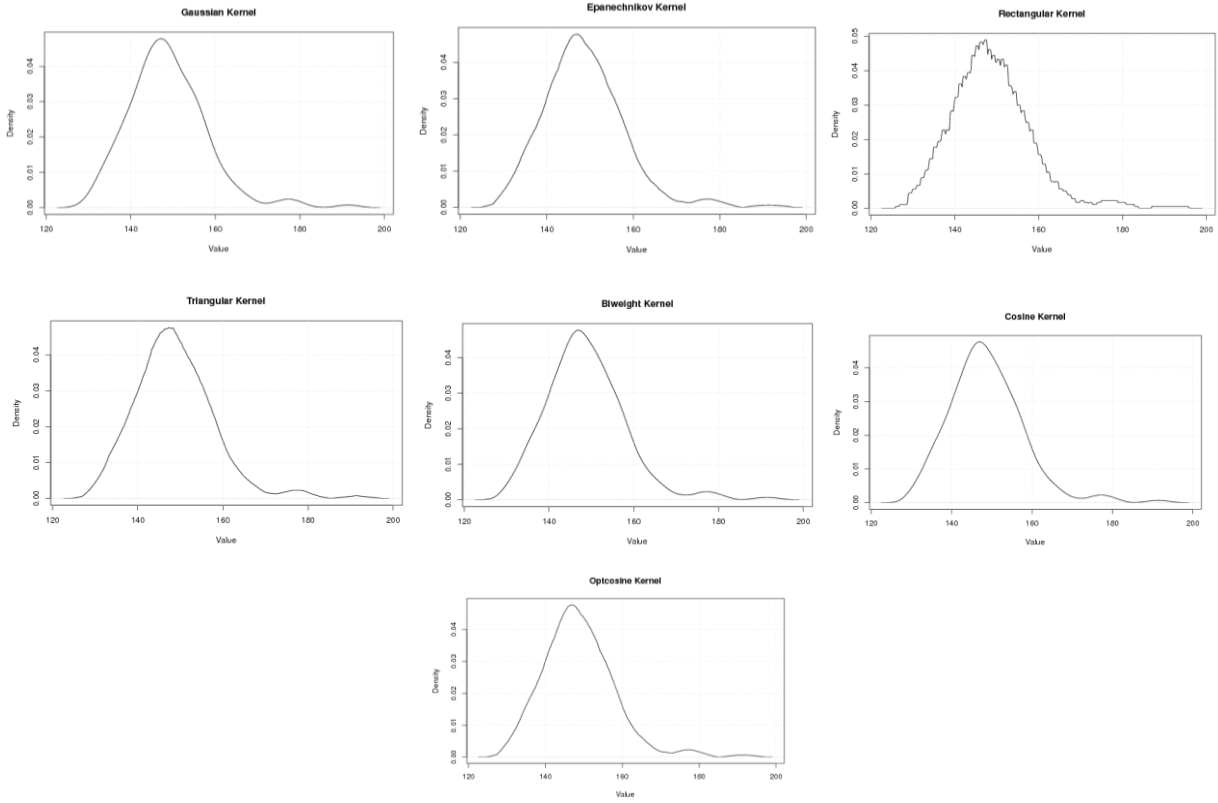 Gaussian Kernel
Density
0.00 0.01 0.02 0.03 0.04
120 140 160 180 200
Value
Epanechnikov Kernel
Density
0.00 0.01 0.02 0.03 0.04
120 140 160 180 200
Value
Rectangular Kernel
Density
0.00 0.01 0.02 0.03 0.04 0.05
120 140 160 180 200
Value
Triangular Kernel
Density
0.00 0.01 0.02 0.03 0.04
120 140 160 180 200
Value
Biweight Kernel
Density
0.00 0.01 0.02 0.03 0.04
120 140 160 180 200
Value
Cosine Kernel
Density
0.00 0.01 0.02 0.03 0.04
120 140 160 180 200
Value
Optcosine Kernel
Density
0.00 0.01 0.02 0.03 0.04
120 140 160 180 200
Value